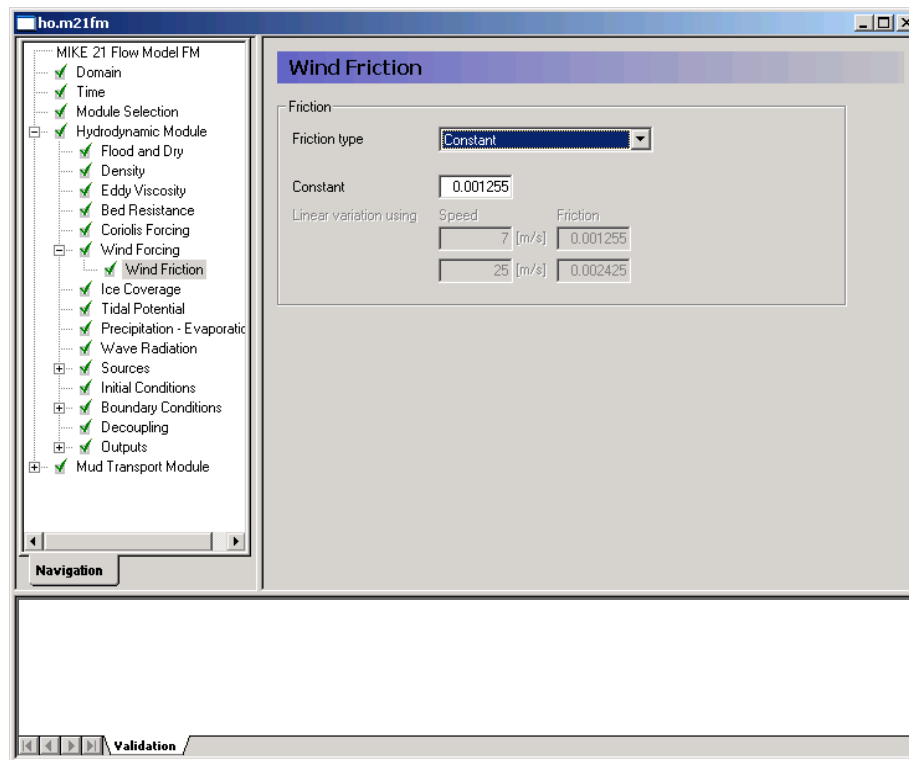 ho.m21fm
MIKE 21 Flow Model FM
Domain
Time
Module Selection
Hydrodynamic Module
Flood and Dry
Density
Eddy Viscosity
Bed Resistance
Coriolis Forcing
Wind Forcing
Wind Friction
Ice Coverage
Tidal Potential
Precipitation - Evaporatic
Wave Radiation
Sources
Initial Conditions
Boundary Conditions
Decoupling
Outputs
Mud Transport Module
Navigation
Wind Friction
Friction
Friction type Constant
Constant 0.001255
Linear variation using Speed Friction
7 [m/s] 0.001255
25 [m/s] 0.002425
Validation